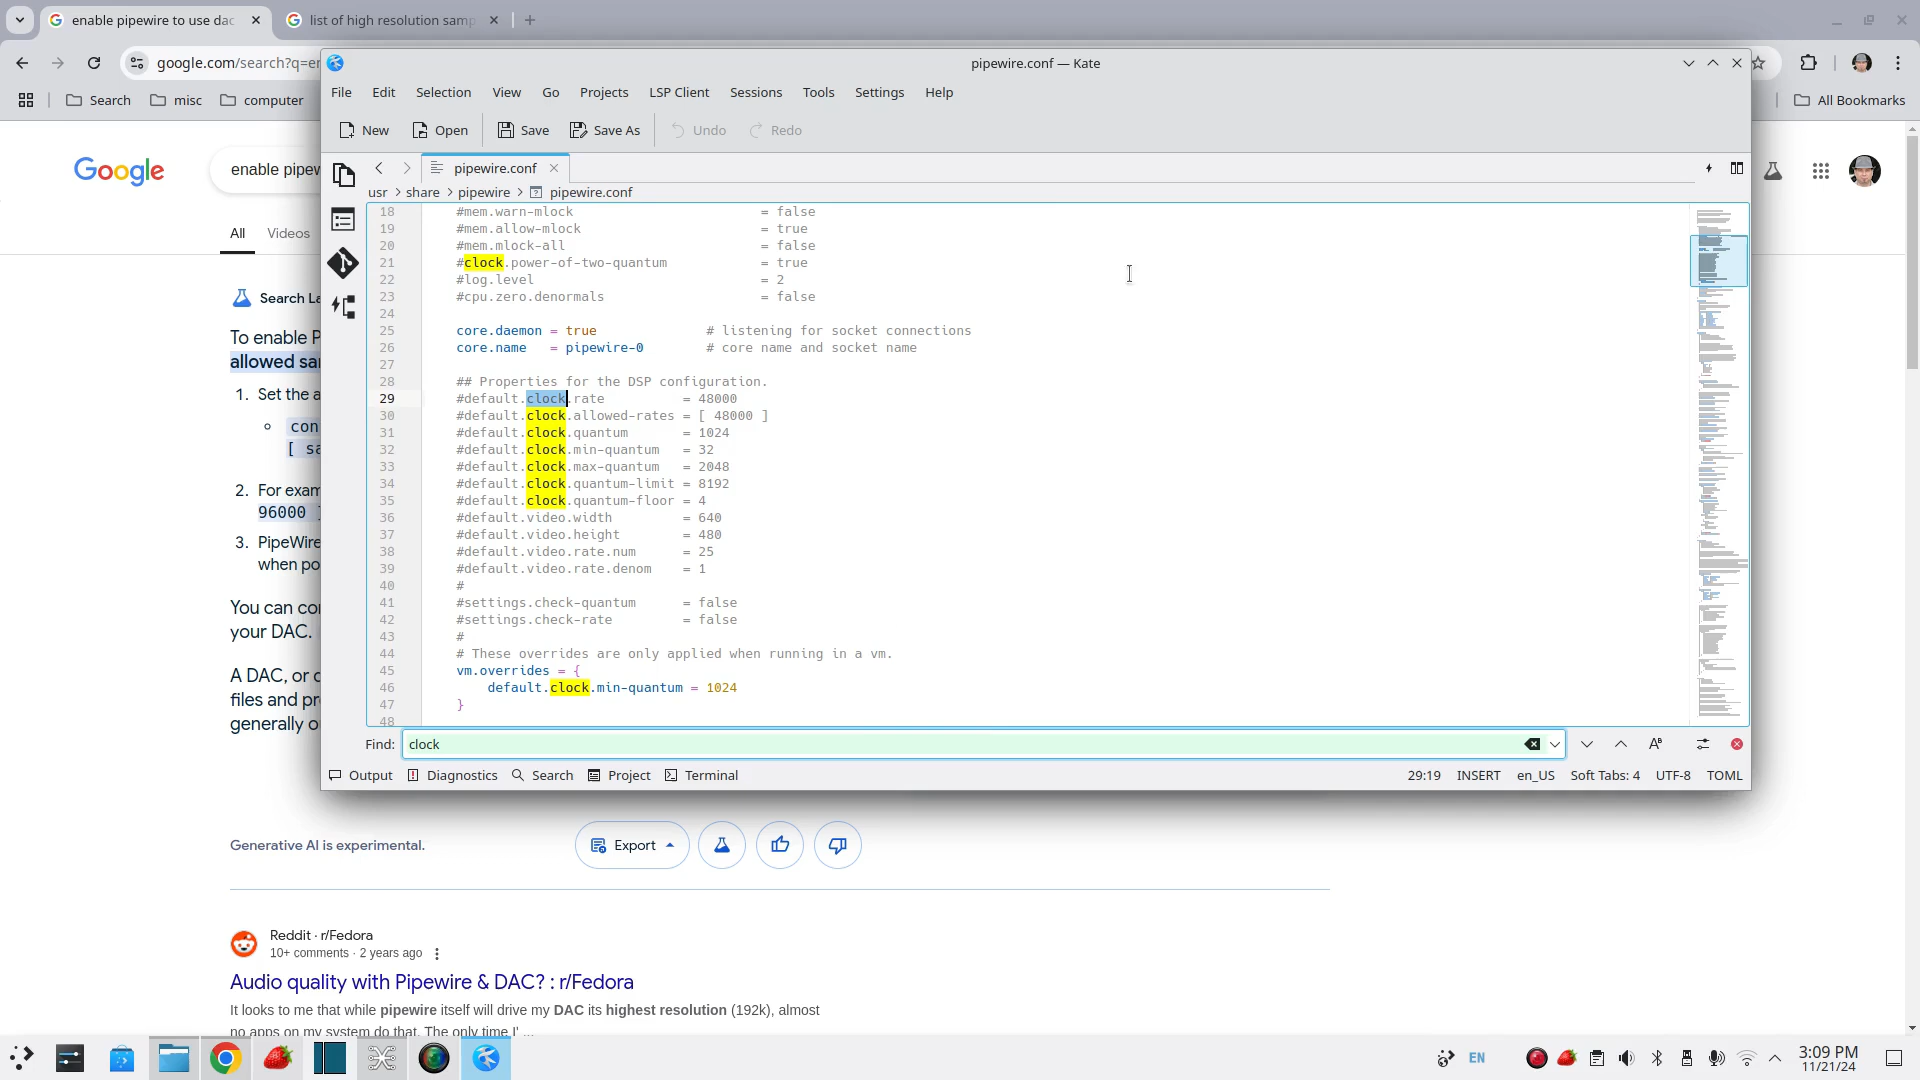 enable pipewire to use dac
list of high resolution samp
google.com/search?q=er
Search
misc
computer
All Bookmarks
pipewire.conf — Kate
File Edit Selection View Go Projects LSP Client Sessions Tools Settings Help
New Open Save Save As Undo Redo
pipewire.conf
usr > share > pipewire > pipewire.conf
18 #mem.warn-mlock = false
19 #mem.allow-mlock = true
20 #mem.mlock-all = false
21 #clock.power-of-two-quantum = true
22 #log.level = 2
23 #cpu.zero.denormals = false
24
25 core.daemon = true # listening for socket connections
26 core.name = pipewire-0 # core name and socket name
27
28 ## Properties for the DSP configuration.
29 #default.clock.rate = 48000
30 #default.clock.allowed-rates = [ 48000 ]
31 #default.clock.quantum = 1024
32 #default.clock.min-quantum = 32
33 #default.clock.max-quantum = 2048
34 #default.clock.quantum-limit = 8192
35 #default.clock.quantum-floor = 4
36 #default.video.width = 640
37 #default.video.height = 480
38 #default.video.rate.num = 25
39 #default.video.rate.denom = 1
40 #
41 #settings.check-quantum = false
42 #settings.check-rate = false
43 #
44 # These overrides are only applied when running in a vm.
45 vm.overrides = {
46 default.clock.min-quantum = 1024
47 }
48
Find: clock
Output Diagnostics Search Project Terminal
29:19 INSERT en_US Soft Tabs: 4 UTF-8 TOML
Google
enable pipew
All Videos
Search La
To enable P
allowed sa
1. Set the a
con
[ sa
2. For exam
96000 ]
3. PipeWire
when po
You can co
your DAC.
A DAC, or d
files and pr
generally o
Generative AI is experimental.
Export
Reddit · r/Fedora
10+ comments · 2 years ago
Audio quality with Pipewire & DAC? : r/Fedora
It looks to me that while pipewire itself will drive my DAC its highest resolution (192k), almost
no apps on my system do that. The only time I' ...
EN
3:09 PM
11/21/24